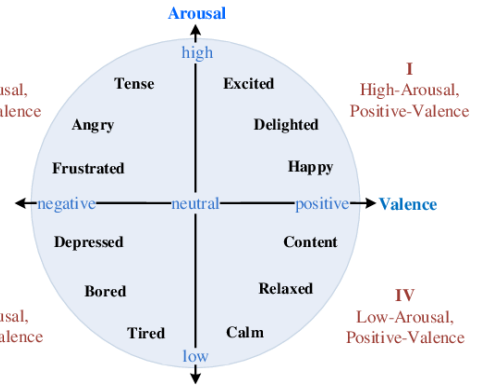 Arousal
high
Tense
Excited
I
High-Arousal,
Positive-Valence
Angry
Delighted
Frustrated
Happy
negative
neutral
positive
Valence
Depressed
Content
Bored
Relaxed
IV
Low-Arousal,
Positive-Valence
Tired
Calm
low